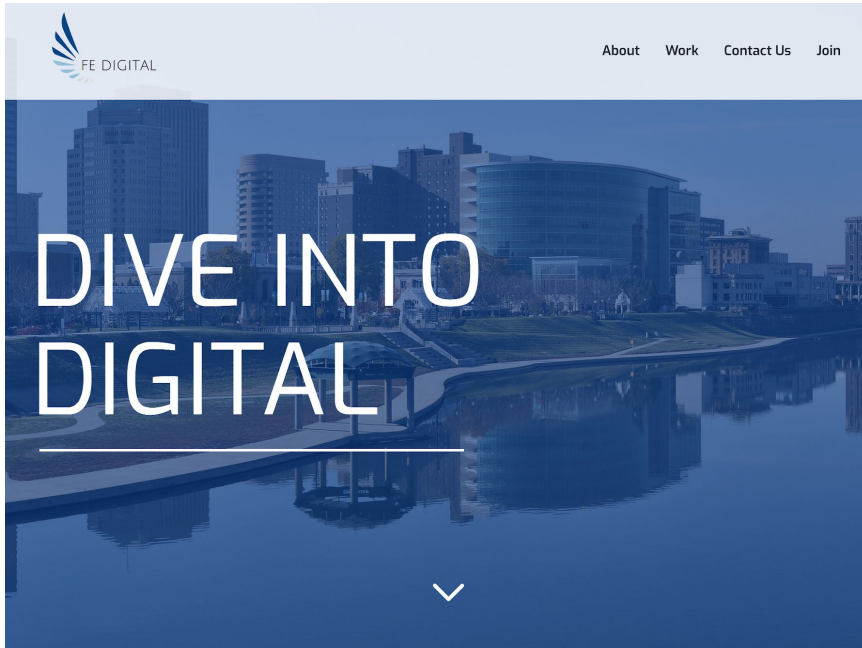 FE DIGITAL
About
Work
Contact Us
Join
DIVE INTO
DIGITAL